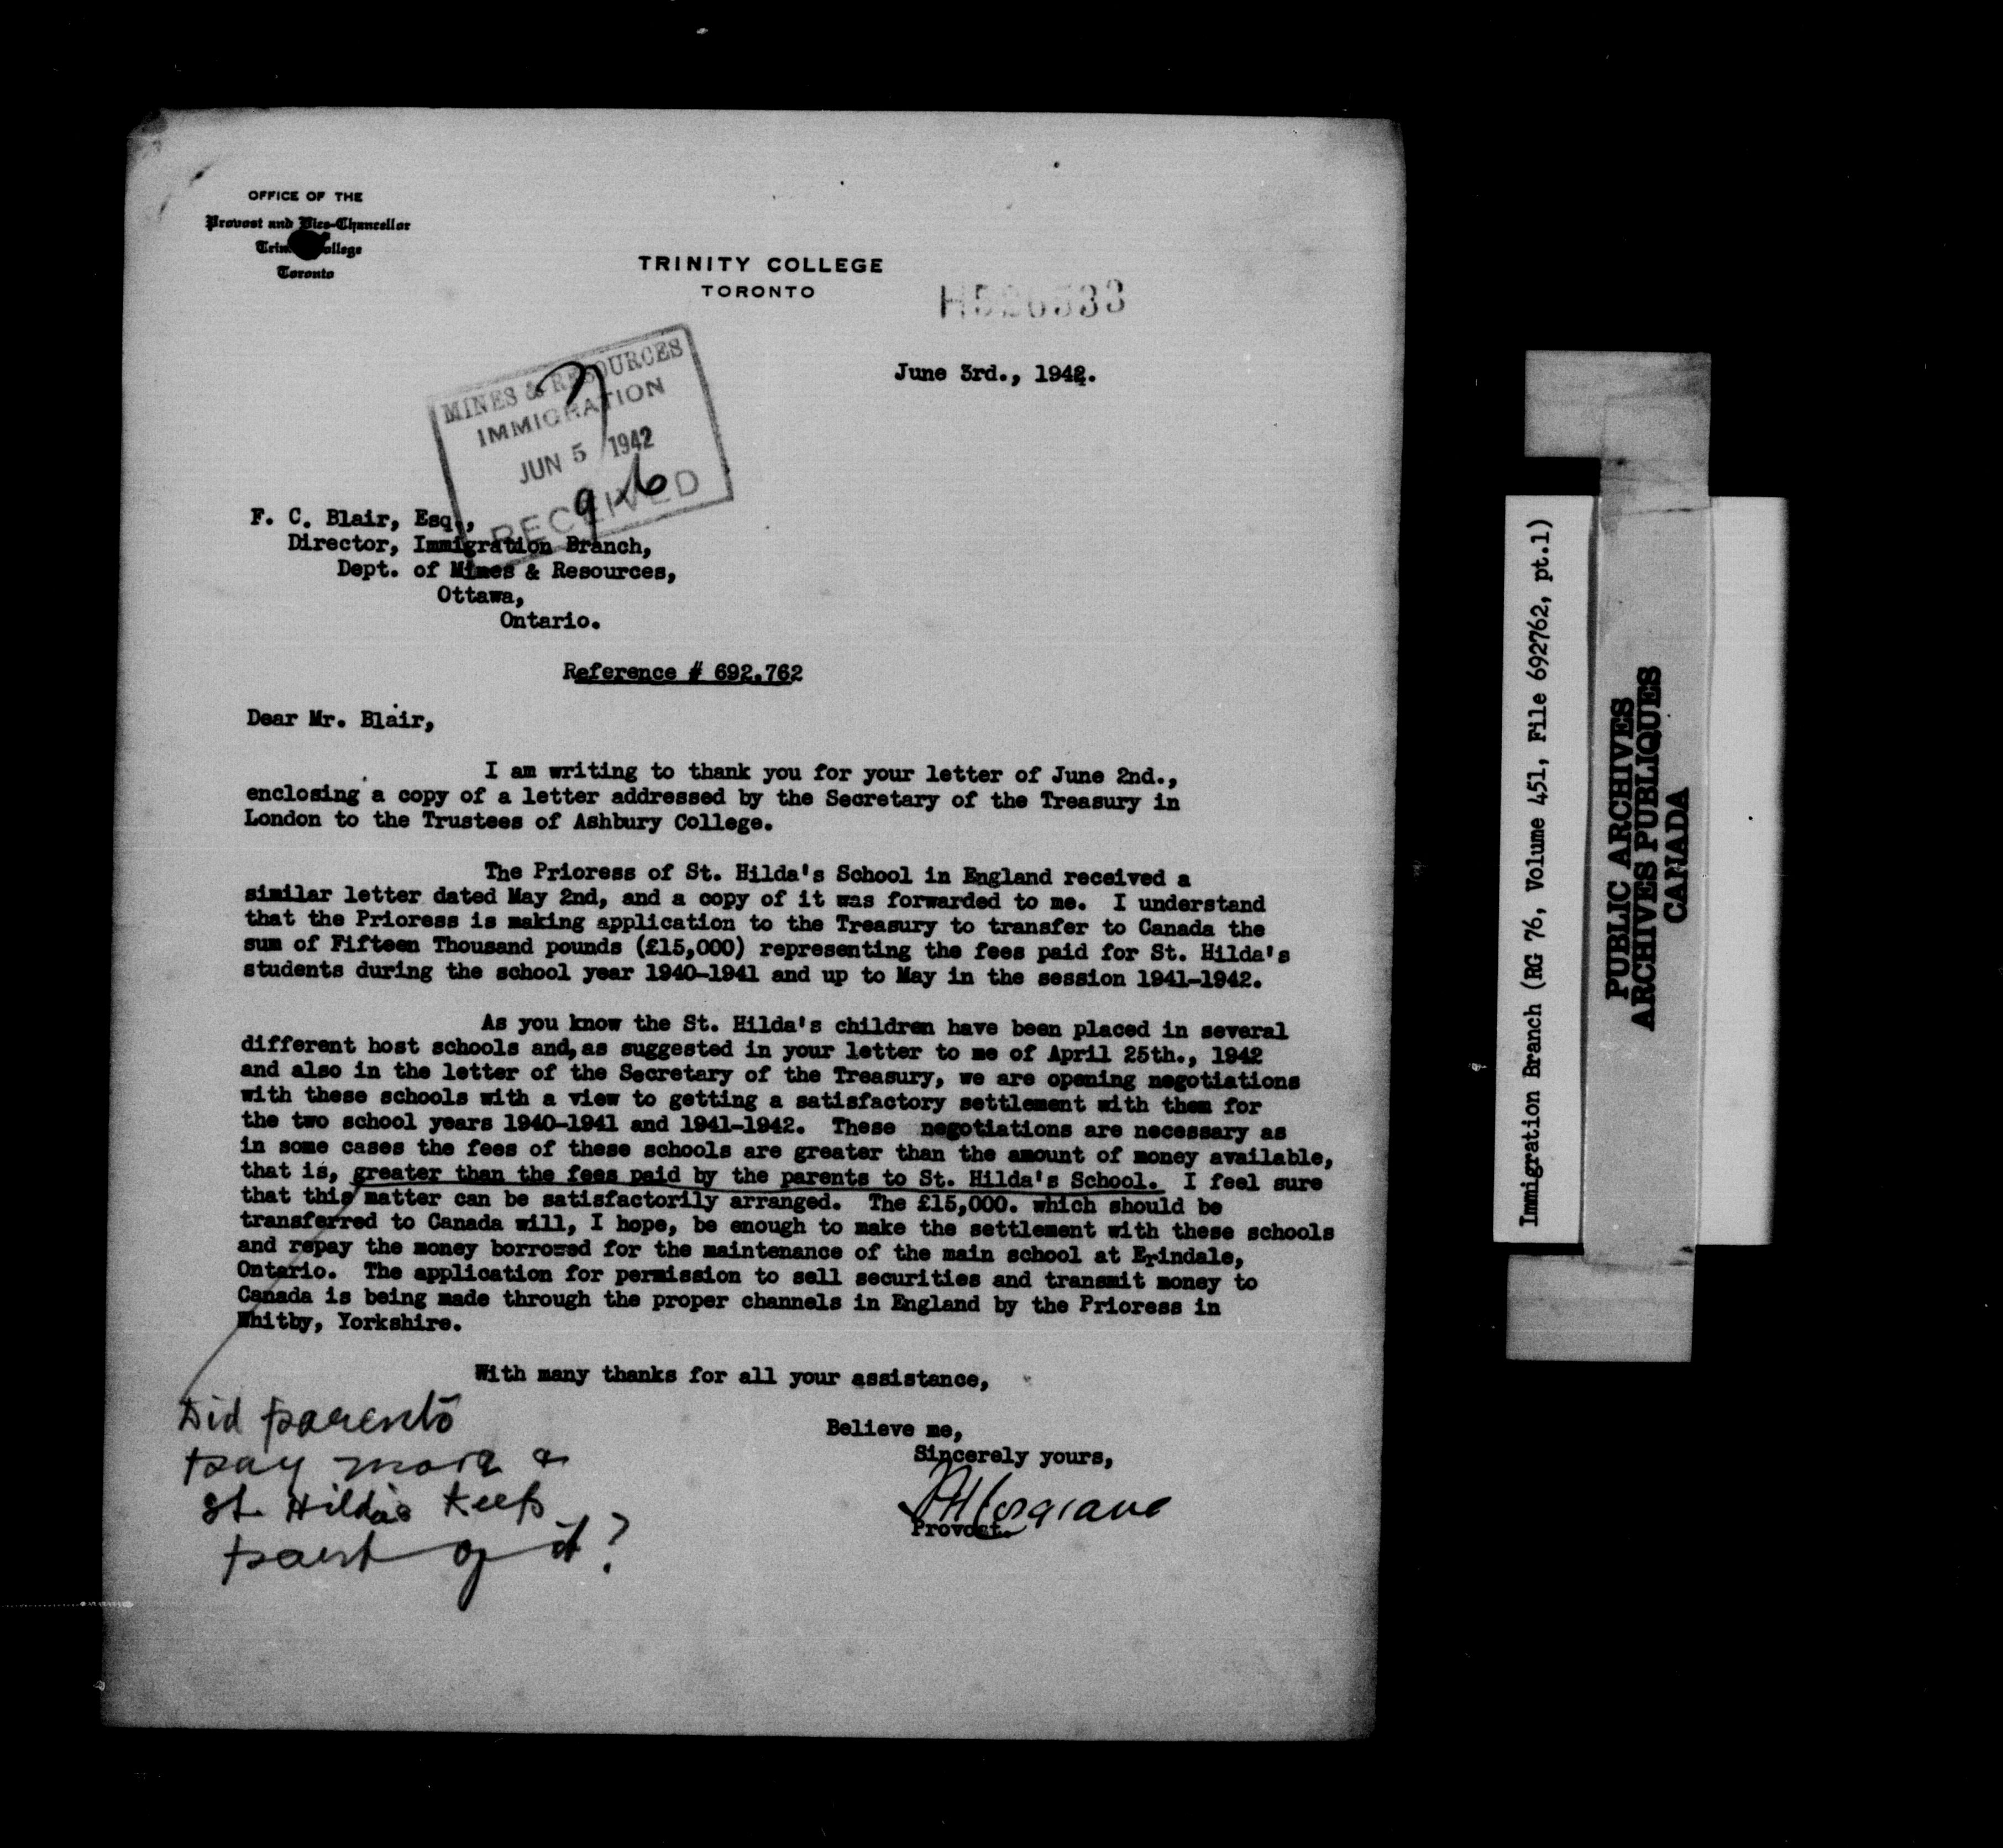 OFFICE OF THE
Provost and Vice-Chancellor
Trin ollege
Toronto
TRINITY COLLEGE
TORONTO
H526533
June 3rd., 1942.
MINES & RESOURCES
IMMIGRATION
JUN 5 1942
RECEIVED
F. C. Blair, Esq.,
Director, Immigration Branch,
Dept. of Mines & Resources,
Ottawa,
Ontario.
Reference # 692,762
Dear Mr. Blair,
I am writing to thank you for your letter of June 2nd.,
enclosing a copy of a letter addressed by the Secretary of the Treasury in
London to the Trustees of Ashbury College.
The Prioress of St. Hilda's School in England received a
similar letter dated May 2nd, and a copy of it was forwarded to me. I understand
that the Prioress is making application to the Treasury to transfer to Canada the
sum of Fifteen Thousand pounds (£15,000) representing the fees paid for St. Hilda's
students during the school year 1940-1941 and up to May in the session 1941-1942.
As you know the St. Hilda's children have been placed in several
different host schools and,as suggested in your letter to me of April 25th., 1942
and also in the letter of the Secretary of the Treasury, we are opening negotiations
with these schools with a view to getting a satisfactory settlement with them for
the two school years 1940-1941 and 1941-1942. These negotiations are necessary as
in some cases the fees of these schools are greater than the amount of money available,
that is, greater than the fees paid by the parents to St. Hilda's School. I feel sure
that this matter can be satisfactorily arranged. The £15,000. which should be
transferred to Canada will, I hope, be enough to make the settlement with these schools
and repay the money borrowed for the maintenance of the main school at Erindale,
Ontario. The application for permission to sell securities and transmit money to
Canada is being made through the proper channels in England by the Prioress in
Whitby, Yorkshire.
With many thanks for all your assistance,
Believe me,
Sincerely yours,
Provost.
Did parents
pay more &
St. Hilda's keep
part of it?
Immigration Branch (RG 76, Volume 451, File 692762, pt.1)
PUBLIC ARCHIVES
ARCHIVES PUBLIQUES
CANADA